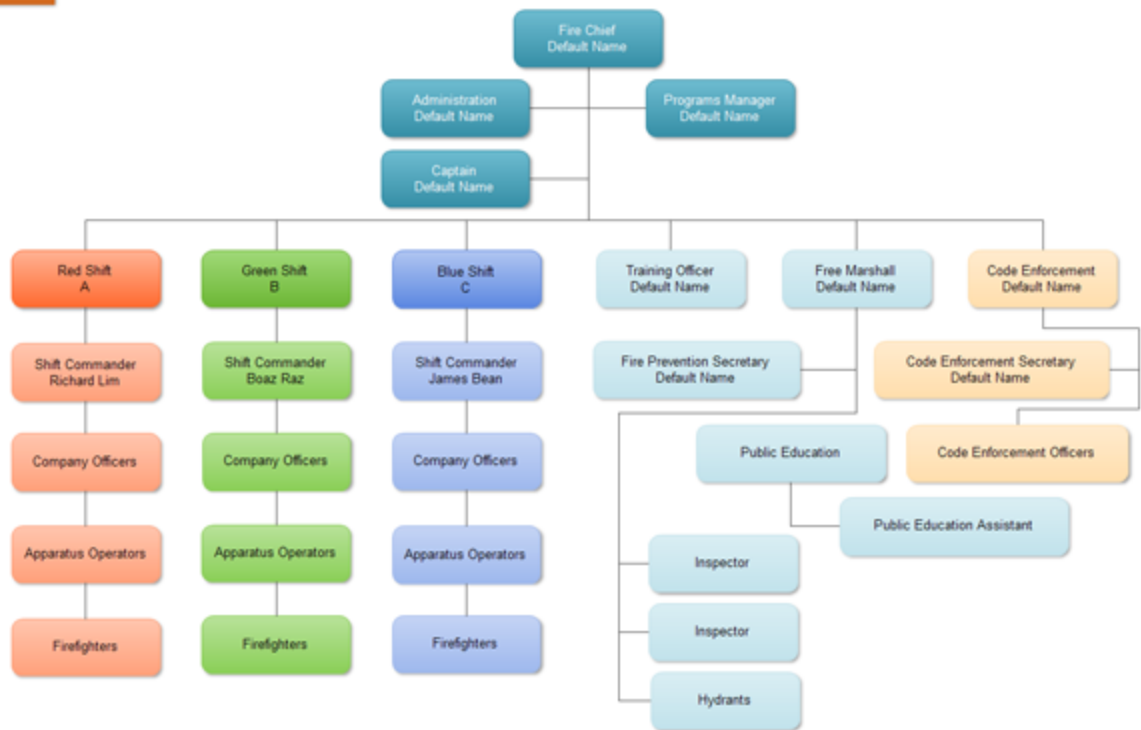 Fire Chief
Default Name
Administration
Default Name
Programs Manager
Default Name
Captain
Default Name
Red Shift
A
Green Shift
B
Blue Shift
C
Training Officer
Default Name
Free Marshall
Default Name
Code Enforcement
Default Name
Shift Commander
Richard Lim
Shift Commander
Boaz Raz
Shift Commander
James Bean
Fire Prevention Secretary
Default Name
Code Enforcement Secretary
Default Name
Company Officers
Company Officers
Company Officers
Public Education
Code Enforcement Officers
Public Education Assistant
Apparatus Operators
Apparatus Operators
Apparatus Operators
Inspector
Inspector
Firefighters
Firefighters
Firefighters
Hydrants